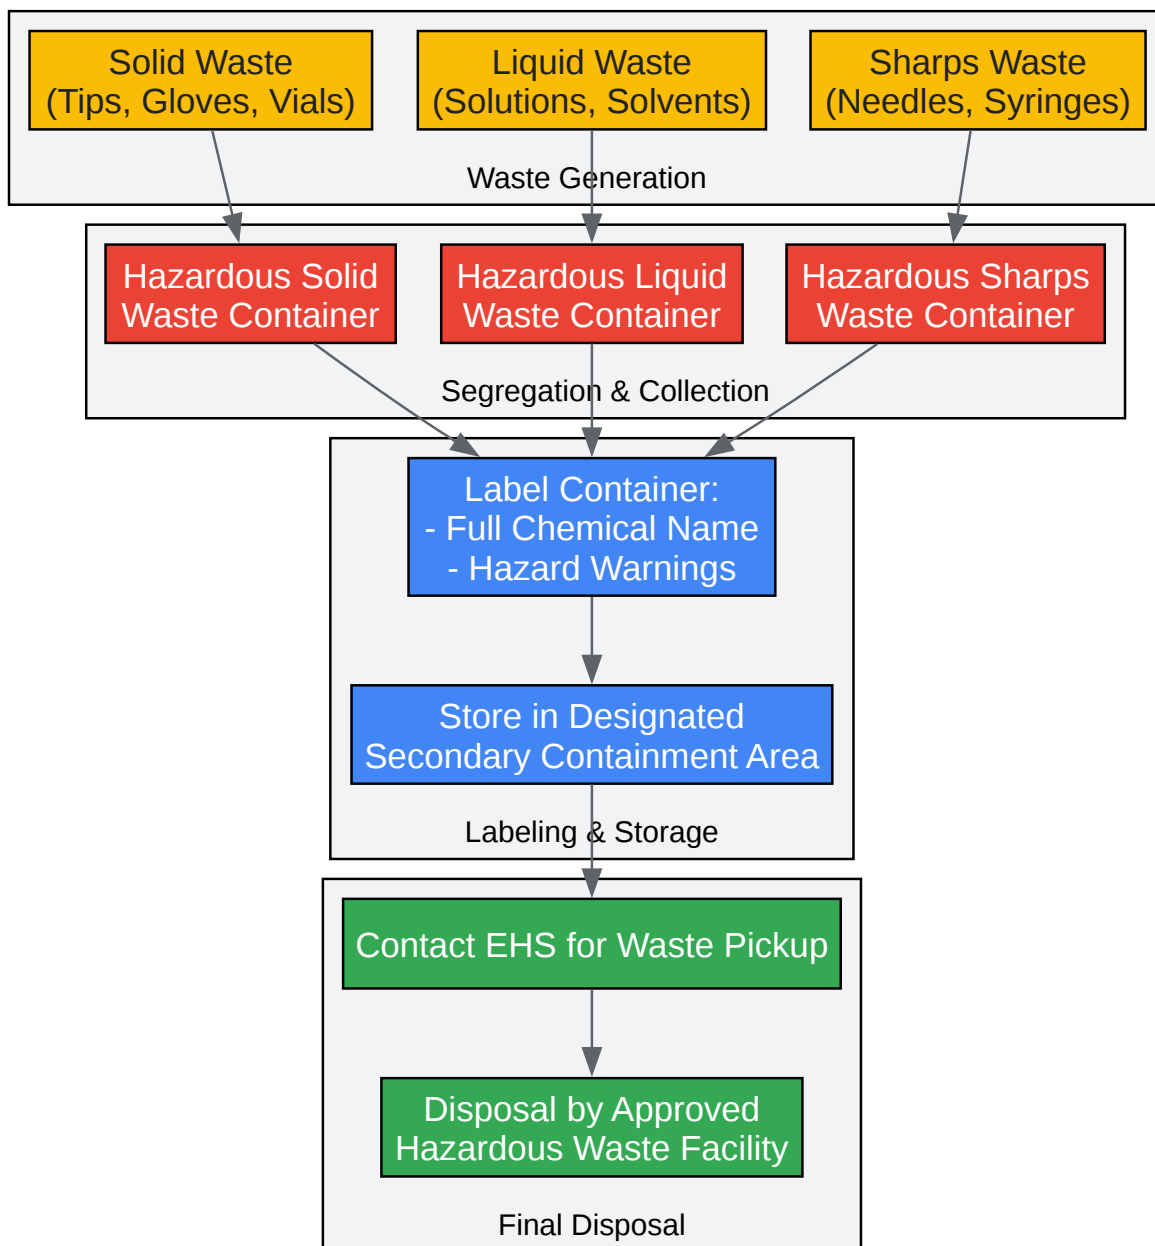 Solid Waste
(Tips, Gloves, Vials)
Liquid Waste
(Solutions, Solvents)
Sharps Waste
(Needles, Syringes)
Waste Generation
Hazardous Solid
Waste Container
Hazardous Liquid
Waste Container
Hazardous Sharps
Waste Container
Segregation & Collection
Label Container:
- Full Chemical Name
- Hazard Warnings
Store in Designated
Secondary Containment Area
Labeling & Storage
Contact EHS for Waste Pickup
Disposal by Approved
Hazardous Waste Facility
Final Disposal